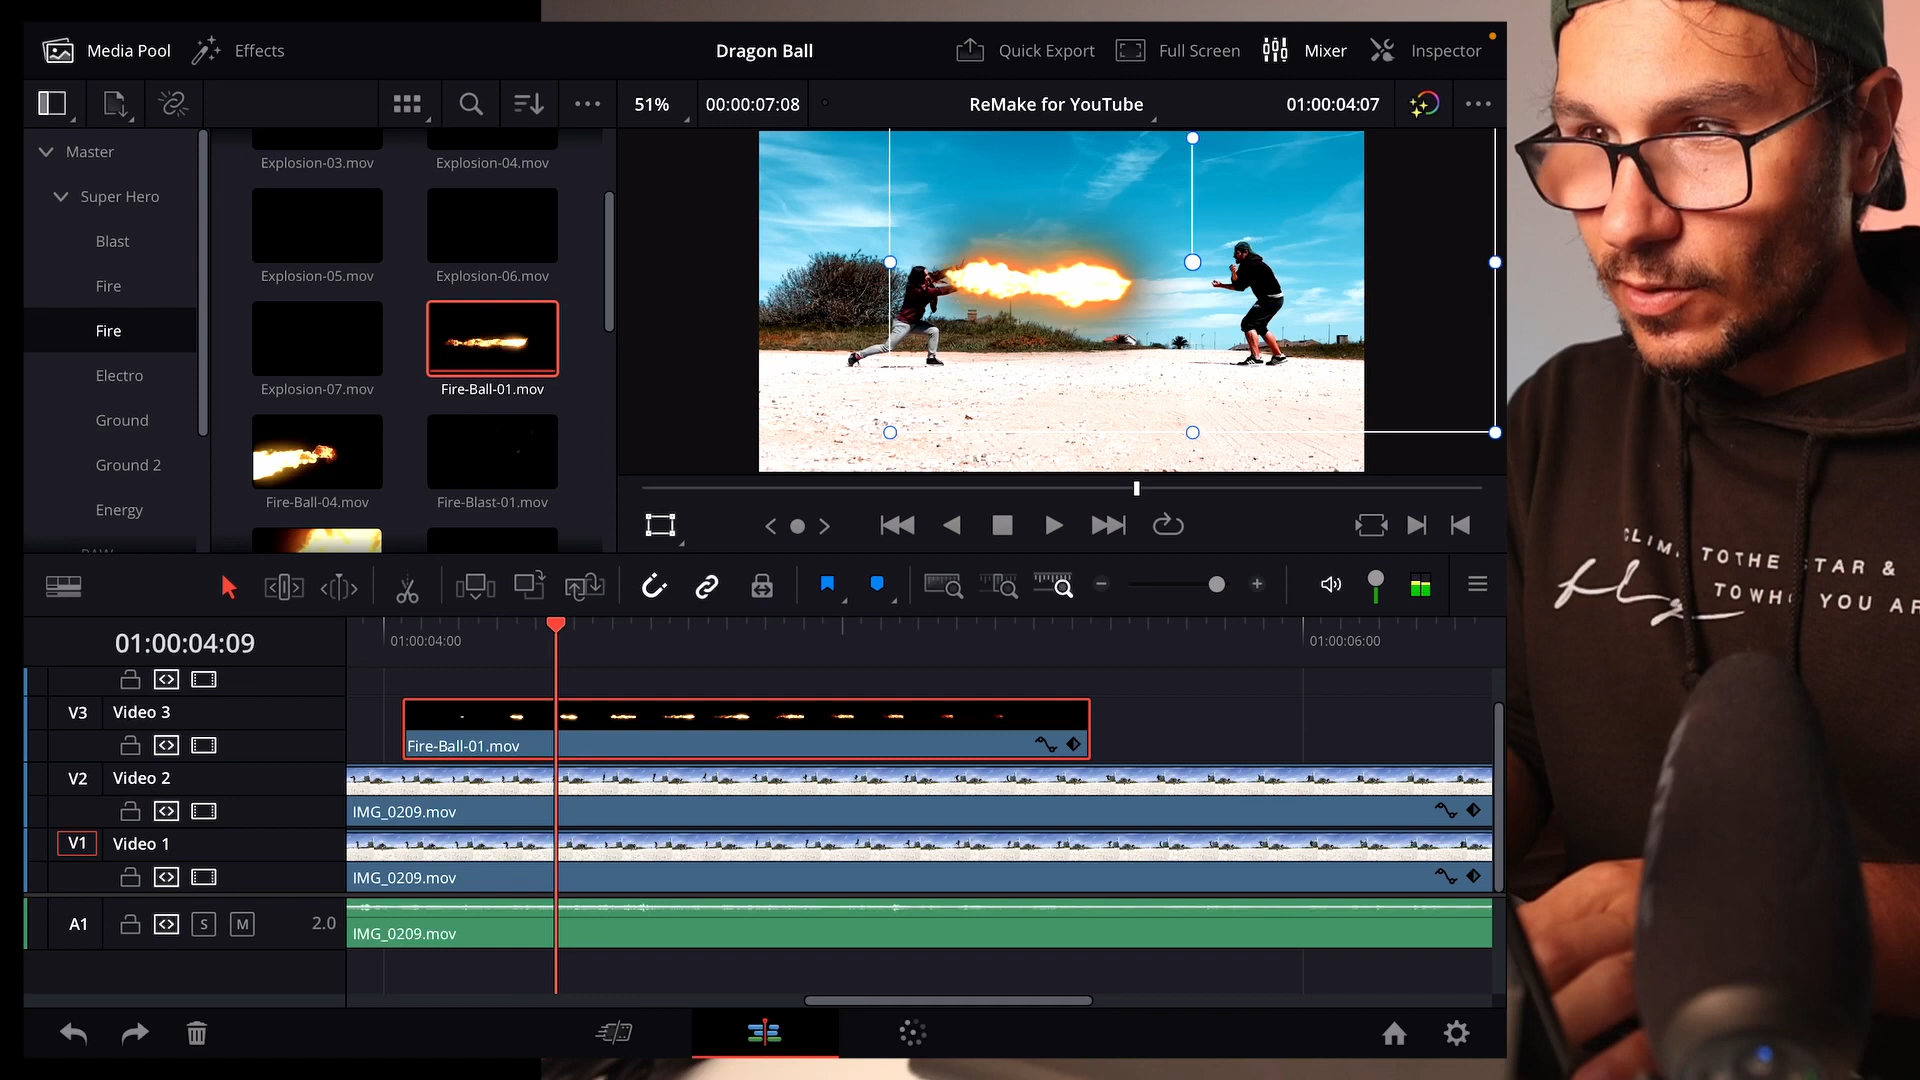 Media Pool
Effects
Dragon Ball
Quick Export
Full Screen
Mixer
Inspector
51%
00:00:07:08
ReMake for YouTube
01:00:04:07
Master
Super Hero
Blast
Fire
Fire
Electro
Ground
Ground 2
Energy
Explosion-03.mov
Explosion-04.mov
Explosion-05.mov
Explosion-06.mov
Explosion-07.mov
Fire-Ball-01.mov
Fire-Ball-04.mov
Fire-Blast-01.mov
01:00:04:09
01:00:04:00
01:00:06:00
V3 Video 3
Fire-Ball-01.mov
V2 Video 2
IMG_0209.mov
V1 Video 1
IMG_0209.mov
A1
S
M
2.0
IMG_0209.mov
TOTHE TAR &
fly
YOU AR